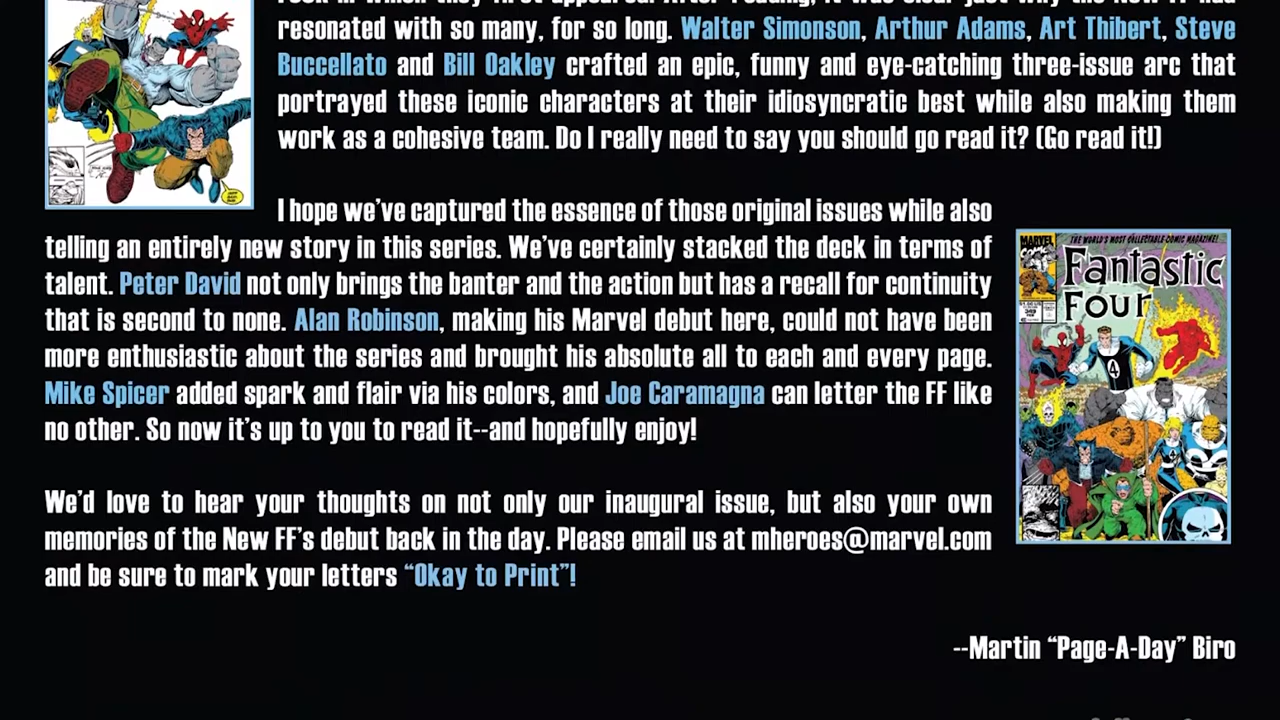 resonated with so many, for so long. Walter Simonson, Arthur Adams, Art Thibert, Steve
Buccellato and Bill Oakley crafted an epic, funny and eye-catching three-issue arc that
portrayed these iconic characters at their idiosyncratic best while also making them
work as a cohesive team. Do I really need to say you should go read it? (Go read it!)
I hope we've captured the essence of those original issues while also
telling an entirely new story in this series. We've certainly stacked the deck in terms of
talent. Peter David not only brings the banter and the action but has a recall for continuity
that is second to none. Alan Robinson, making his Marvel debut here, could not have been
more enthusiastic about the series and brought his absolute all to each and every page.
Mike Spicer added spark and flair via his colors, and Joe Caramagna can letter the FF like
no other. So now it's up to you to read it--and hopefully enjoy!
THE WORLD'S MOST COLLECTABLE COMIC MAGAZINE!
MARVEL
COMICS
Fantastic
Four
349
4
We'd love to hear your thoughts on not only our inaugural issue, but also your own
memories of the New FF's debut back in the day. Please email us at mheroes@marvel.com
and be sure to mark your letters “Okay to Print”!
--Martin “Page-A-Day” Biro